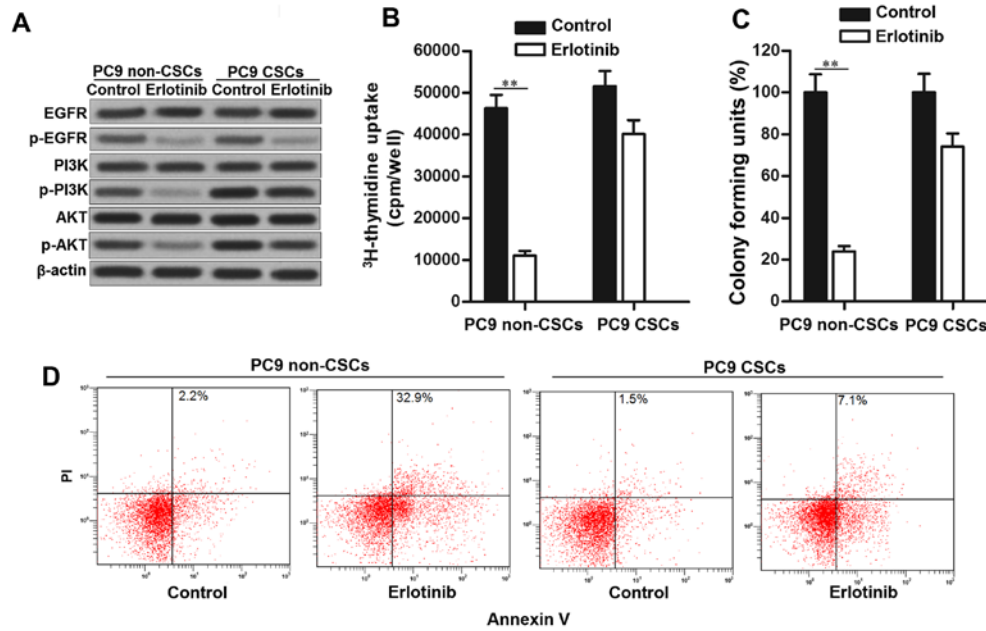 A
PC9 non-CSCs PC9 CSCs
Control Erlotinib Control Erlotinib
EGFR
p-EGFR
PI3K
p-PI3K
AKT
p-AKT
β-actin
B
Control
Erlotinib
³H-thymidine uptake
(cpm/well)
60000
50000
40000
30000
20000
10000
0
**
PC9 non-CSCs PC9 CSCs
C
Control
Erlotinib
Colony forming units (%)
120
100
80
60
40
20
0
**
PC9 non-CSCs PC9 CSCs
D
PC9 non-CSCs PC9 CSCs
PI
2.2% 32.9% 1.5% 7.1%
Control Erlotinib Control Erlotinib
Annexin V